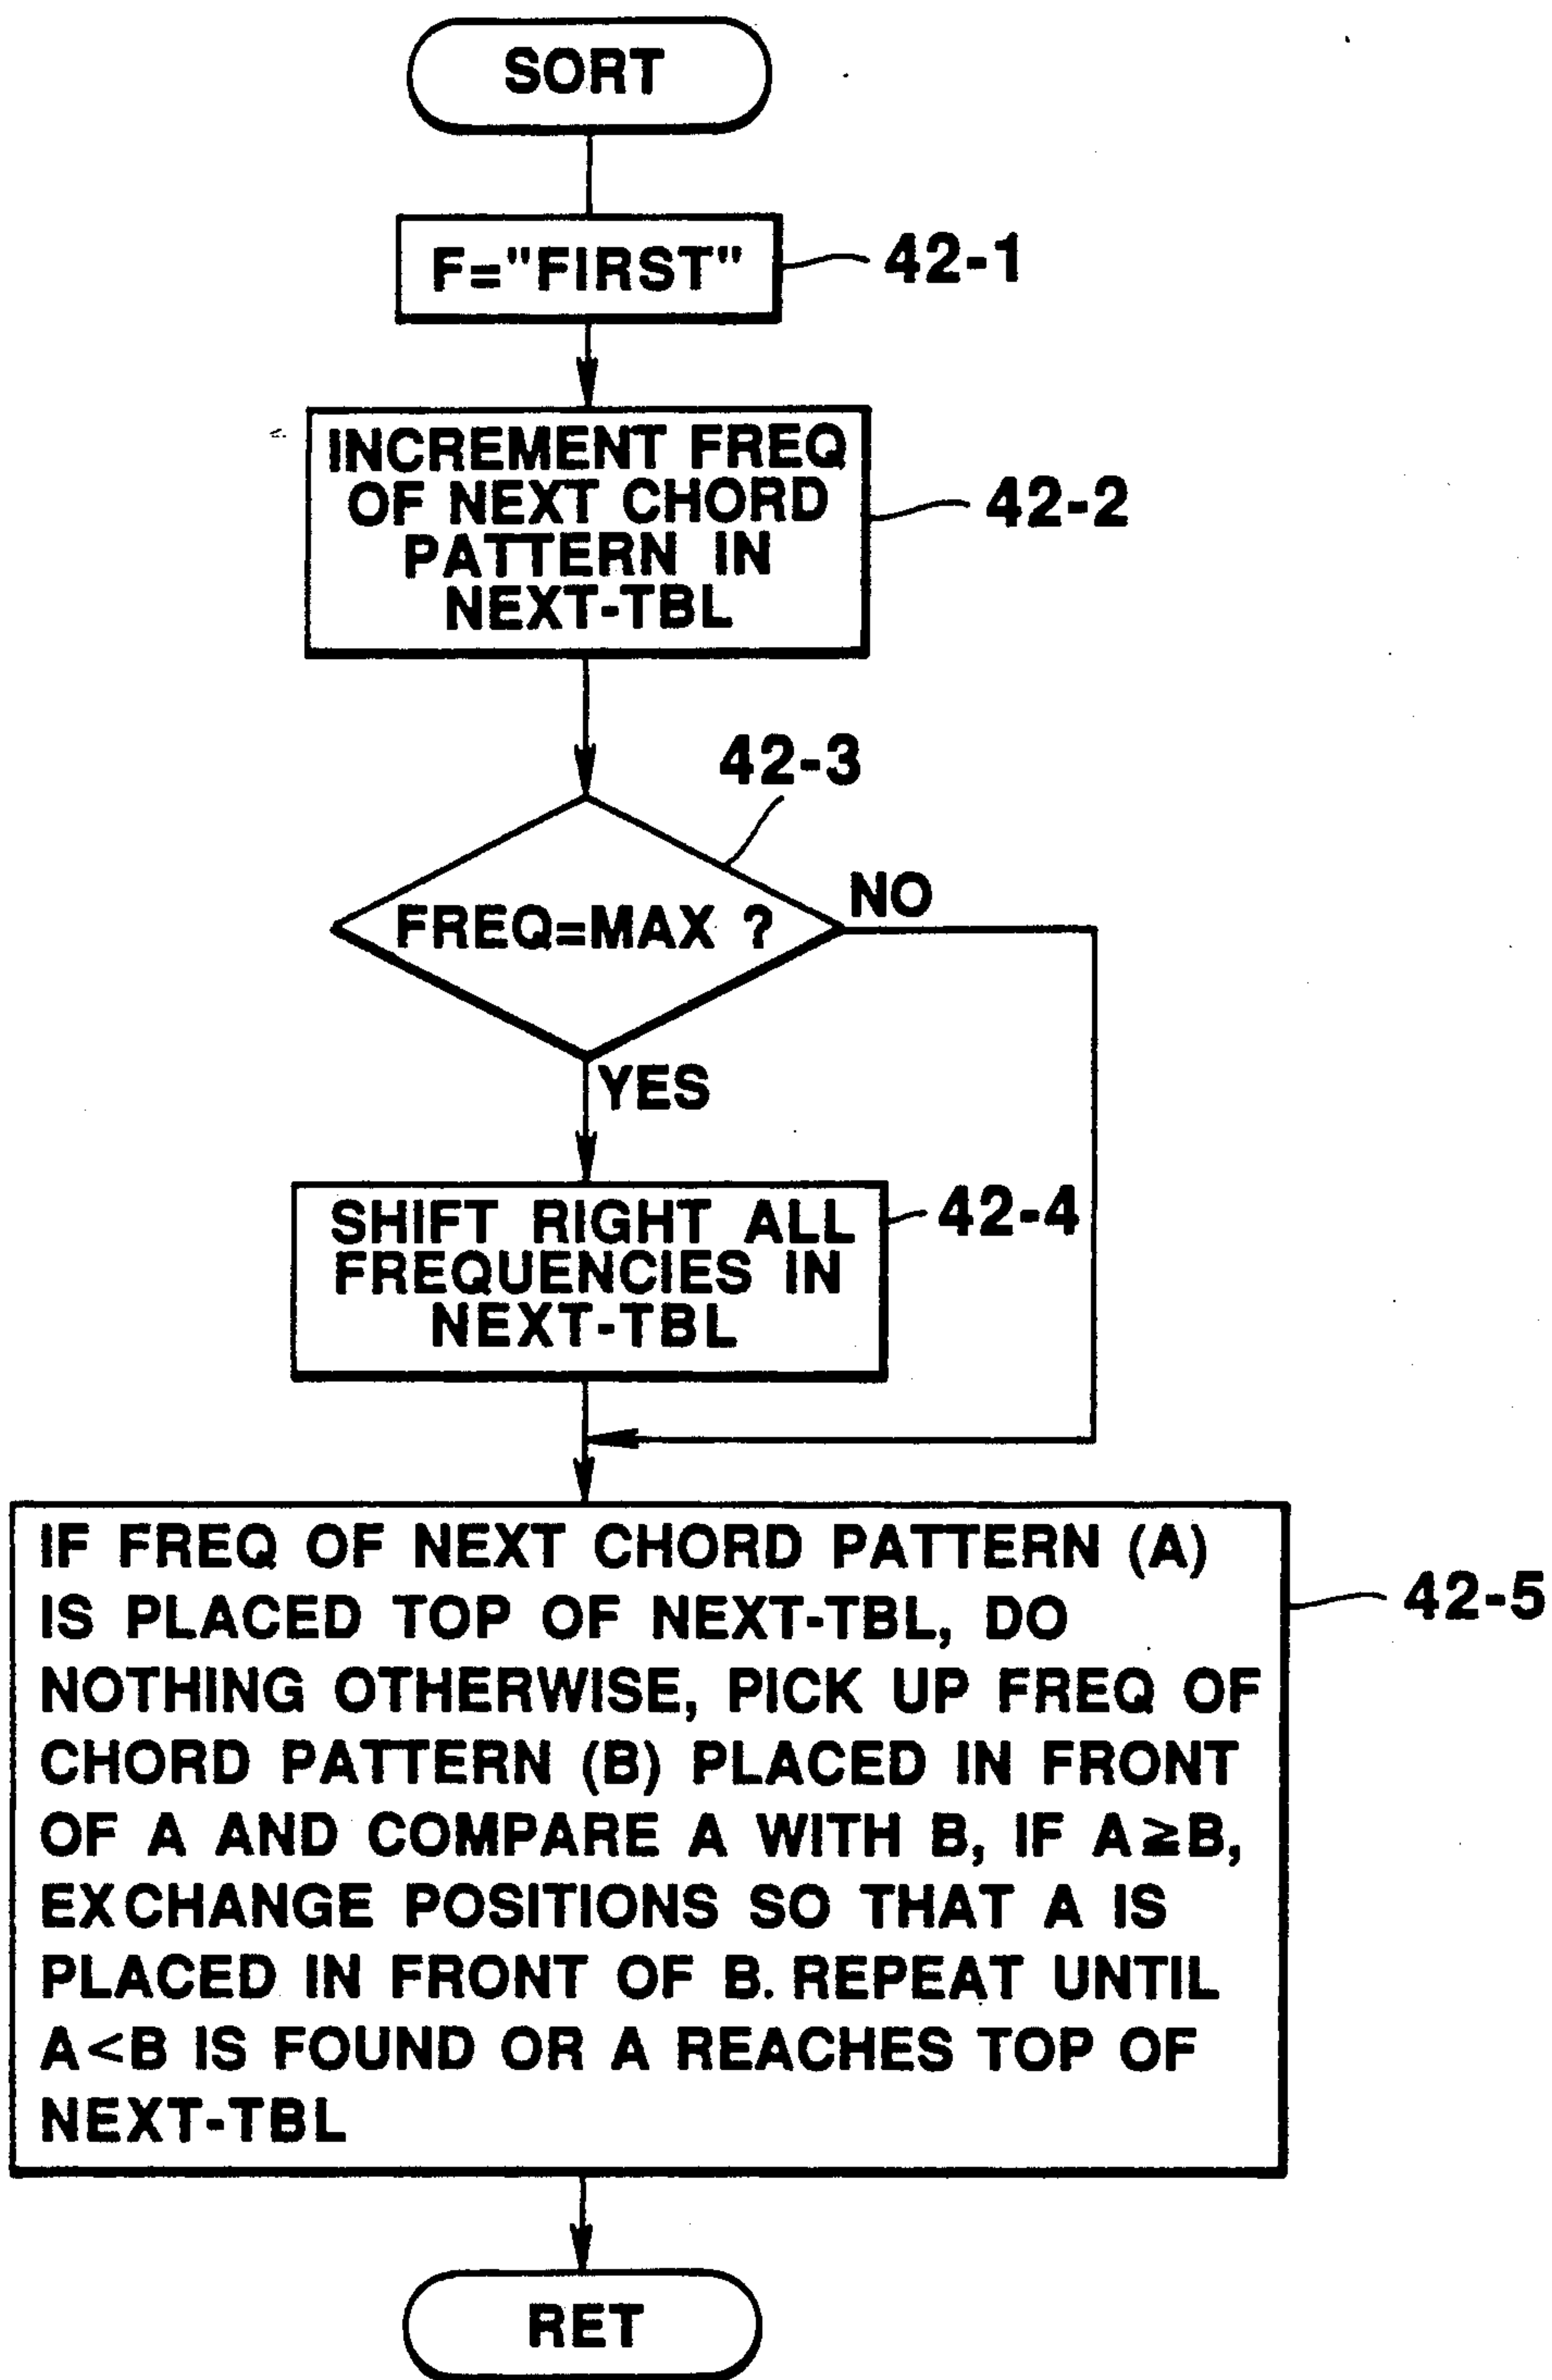 SORT
F="FIRST"
42-1
INCREMENT FREQ
OF NEXT CHORD
PATTERN IN
NEXT-TBL
42-2
42-3
FREQ=MAX ?
NO
YES
SHIFT RIGHT ALL
FREQUENCIES IN
NEXT-TBL
42-4
IF FREQ OF NEXT CHORD PATTERN (A)
IS PLACED TOP OF NEXT-TBL, DO
NOTHING OTHERWISE, PICK UP FREQ OF
CHORD PATTERN (B) PLACED IN FRONT
OF A AND COMPARE A WITH B, IF A≧B,
EXCHANGE POSITIONS SO THAT A IS
PLACED IN FRONT OF B. REPEAT UNTIL
A<B IS FOUND OR A REACHES TOP OF
NEXT-TBL
42-5
RET